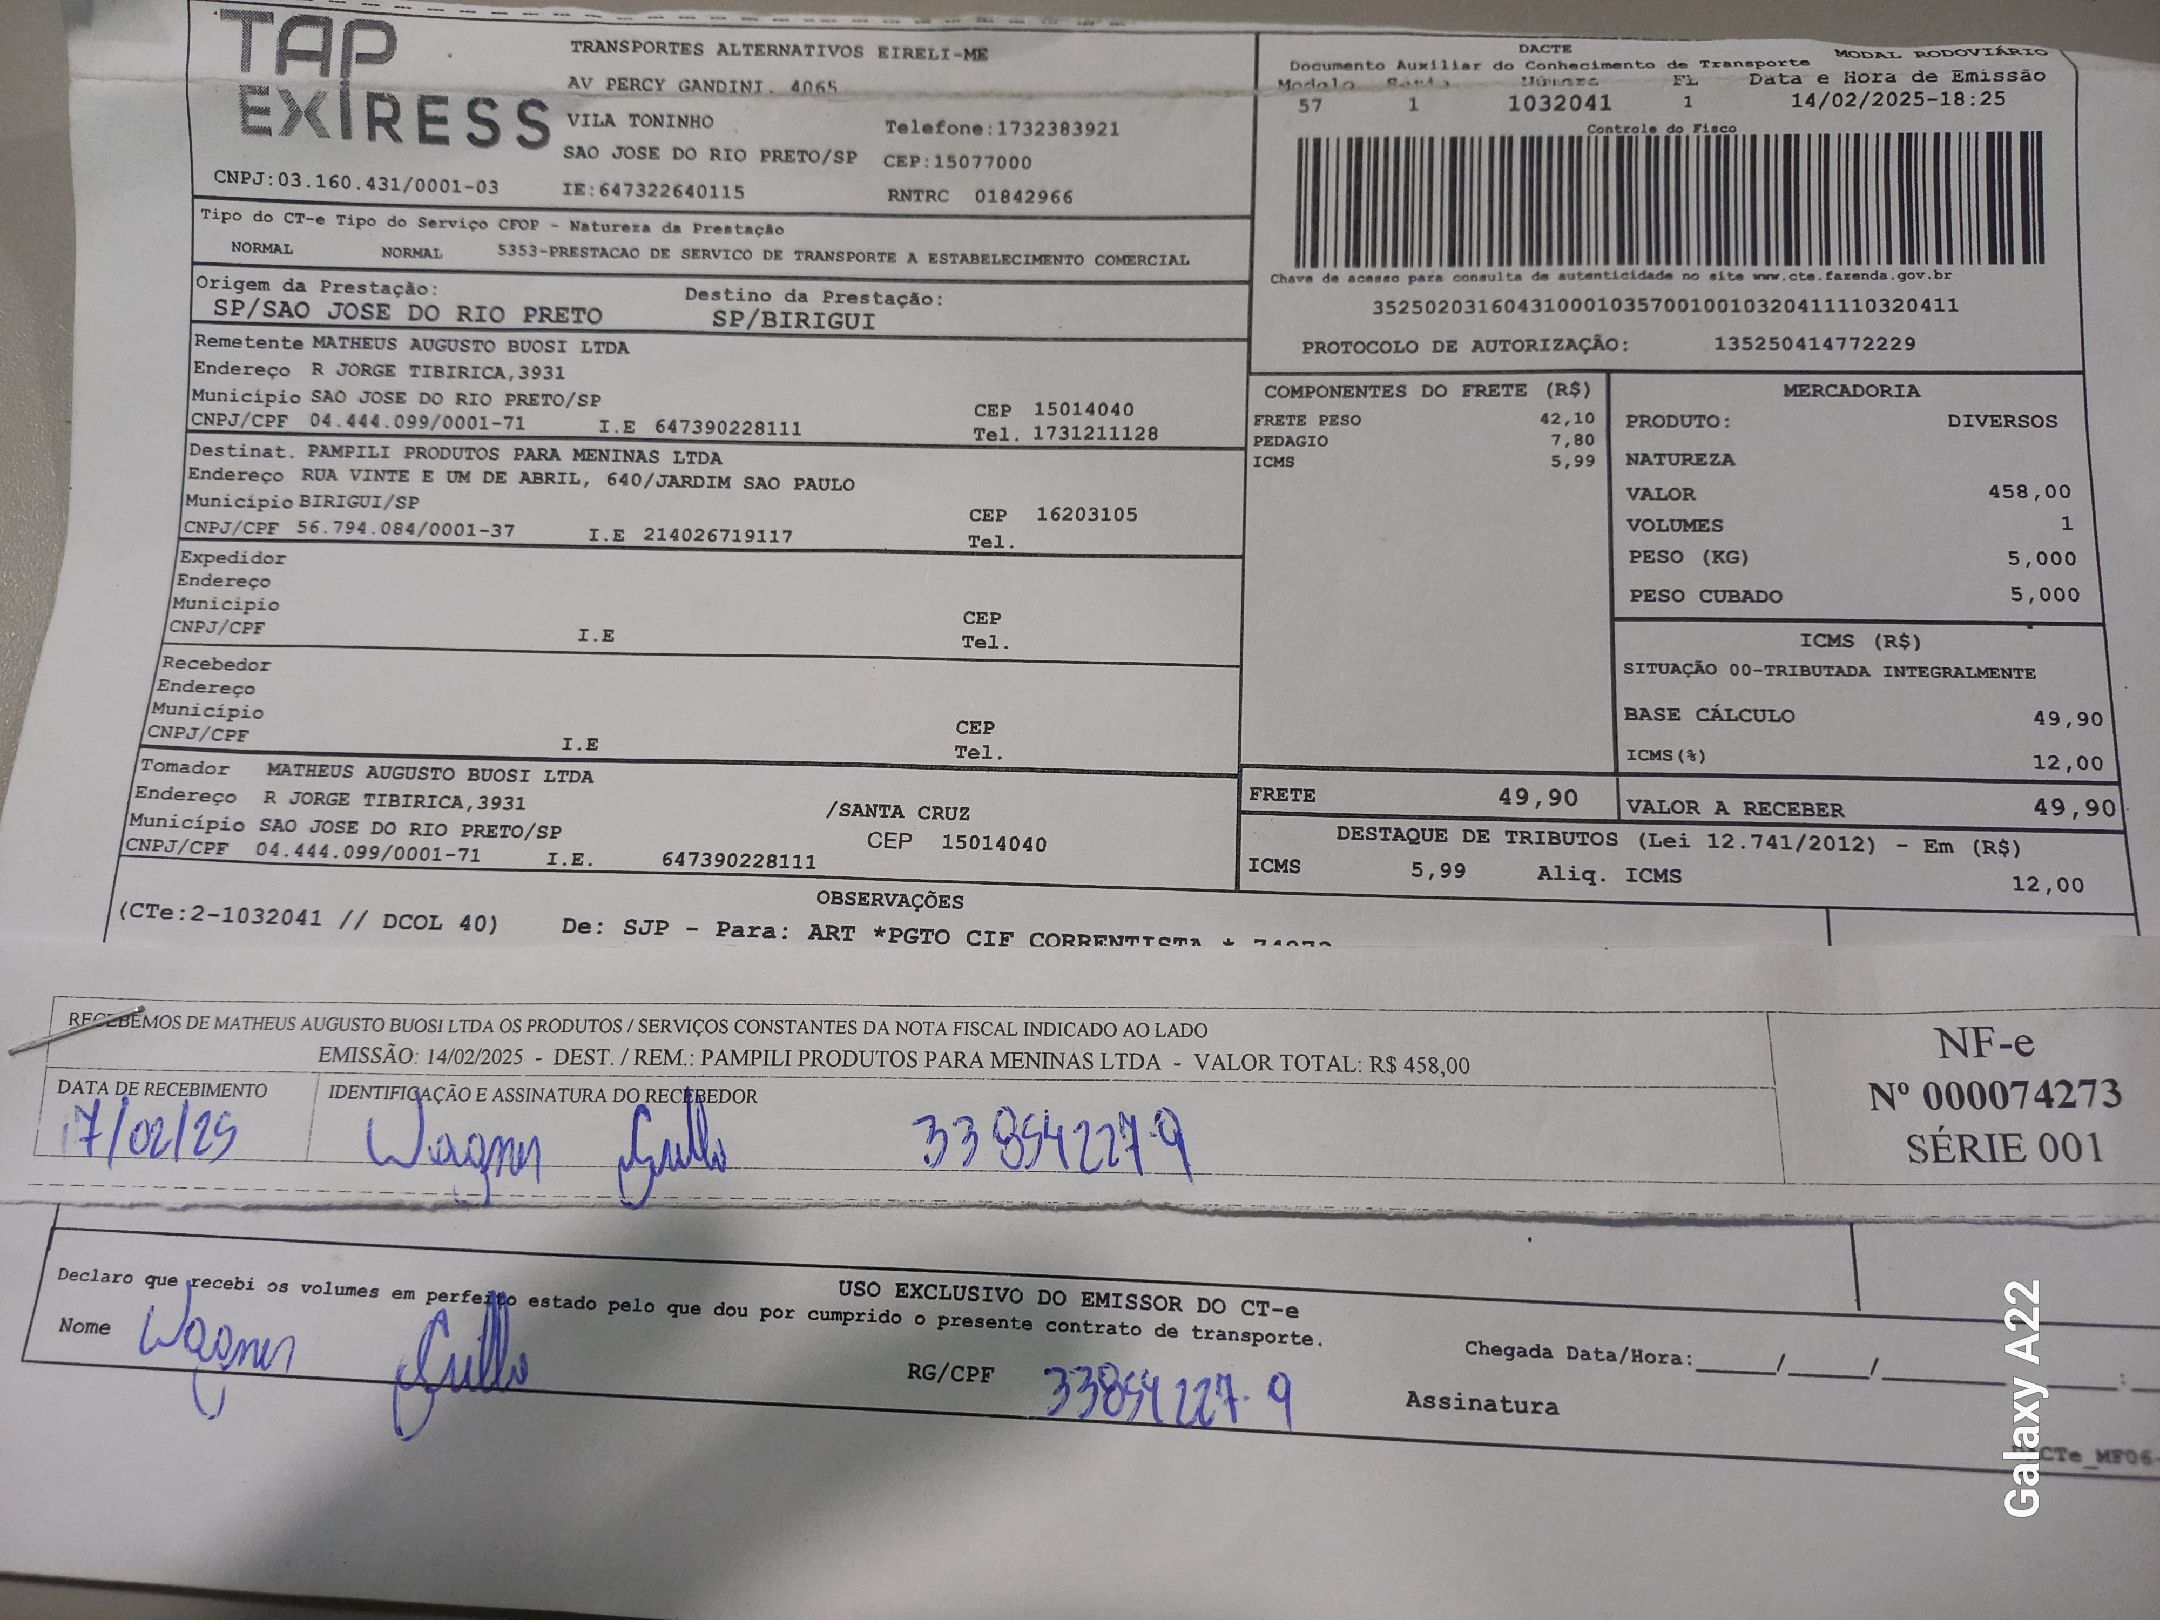 TAP EXIRESS
TRANSPORTES ALTERNATIVOS EIRELI-ME
AV PERCY GANDINI. 4065
VILA TONINHO
Telefone:1732383921
SAO JOSE DO RIO PRETO/SP CEP:15077000
CNPJ:03.160.431/0001-03 IE:647322640115 RNTRC 01842966
DACTE MODAL RODOVIÁRIO
Documento Auxiliar do Conhecimento de Transporte
Modelo Série Número FL Data e Hora de Emissão
57 1 1032041 1 14/02/2025-18:25
Controle do Fisco
Chave de acesso para consulta de autenticidade no site www.cte.fazenda.gov.br
35250203160431000103570010010320411110320411
PROTOCOLO DE AUTORIZAÇÃO: 135250414772229
Tipo do CT-e Tipo do Serviço CFOP - Natureza da Prestação
NORMAL NORMAL 5353-PRESTACAO DE SERVICO DE TRANSPORTE A ESTABELECIMENTO COMERCIAL
Origem da Prestação: Destino da Prestação:
SP/SAO JOSE DO RIO PRETO SP/BIRIGUI
Remetente MATHEUS AUGUSTO BUOSI LTDA
Endereço R JORGE TIBIRICA,3931
Município SAO JOSE DO RIO PRETO/SP CEP 15014040
CNPJ/CPF 04.444.099/0001-71 I.E 647390228111 Tel. 1731211128
Destinat. PAMPILI PRODUTOS PARA MENINAS LTDA
Endereço RUA VINTE E UM DE ABRIL, 640/JARDIM SAO PAULO
Município BIRIGUI/SP CEP 16203105
CNPJ/CPF 56.794.084/0001-37 I.E 214026719117 Tel.
Expedidor
Endereço
Município CEP
CNPJ/CPF I.E Tel.
Recebedor
Endereço
Município CEP
CNPJ/CPF I.E Tel.
Tomador MATHEUS AUGUSTO BUOSI LTDA
Endereço R JORGE TIBIRICA,3931 /SANTA CRUZ
Município SAO JOSE DO RIO PRETO/SP CEP 15014040
CNPJ/CPF 04.444.099/0001-71 I.E. 647390228111
COMPONENTES DO FRETE (R$)
FRETE PESO 42,10
PEDAGIO 7,80
ICMS 5,99
MERCADORIA
PRODUTO: DIVERSOS
NATUREZA
VALOR 458,00
VOLUMES 1
PESO (KG) 5,000
PESO CUBADO 5,000
ICMS (R$)
SITUAÇÃO 00-TRIBUTADA INTEGRALMENTE
BASE CÁLCULO 49,90
ICMS(%) 12,00
FRETE 49,90 VALOR A RECEBER 49,90
DESTAQUE DE TRIBUTOS (Lei 12.741/2012) - Em (R$)
ICMS 5,99 Aliq. ICMS 12,00
OBSERVAÇÕES
(CTe:2-1032041 // DCOL 40) De: SJP - Para: ART *PGTO CIF CORRENTISTA *
RECEBEMOS DE MATHEUS AUGUSTO BUOSI LTDA OS PRODUTOS / SERVIÇOS CONSTANTES DA NOTA FISCAL INDICADO AO LADO
EMISSÃO: 14/02/2025 - DEST. / REM.: PAMPILI PRODUTOS PARA MENINAS LTDA - VALOR TOTAL: R$ 458,00
DATA DE RECEBIMENTO IDENTIFICAÇÃO E ASSINATURA DO RECEBEDOR
17/02/25 Wagner 33854227-9
NF-e
Nº 000074273
SÉRIE 001
USO EXCLUSIVO DO EMISSOR DO CT-e
Declaro que recebi os volumes em perfeito estado pelo que dou por cumprido o presente contrato de transporte.
Nome Wagner RG/CPF 33854227-9
Chegada Data/Hora:____/____/____ :
Assinatura
Galaxy A22